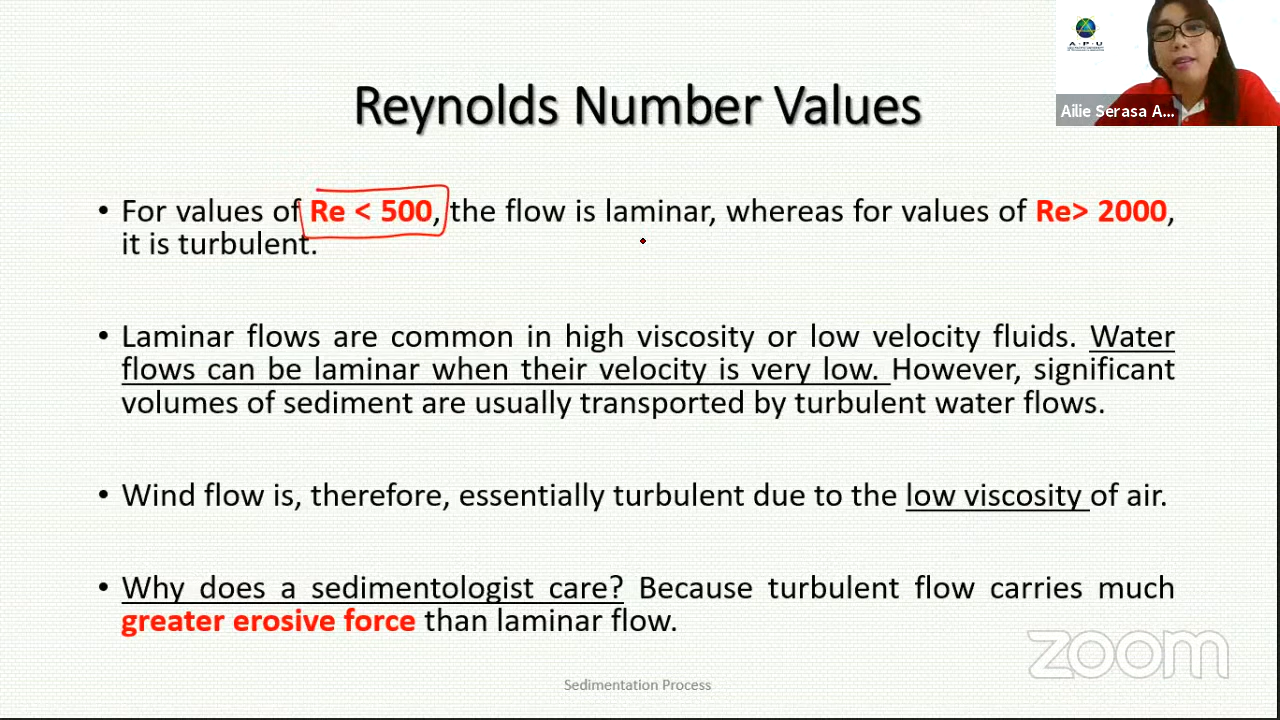 A P U
Ailie Serasa A...
Reynolds Number Values
• For values of Re < 500, the flow is laminar, whereas for values of Re> 2000,
it is turbulent.
• Laminar flows are common in high viscosity or low velocity fluids. Water
flows can be laminar when their velocity is very low. However, significant
volumes of sediment are usually transported by turbulent water flows.
• Wind flow is, therefore, essentially turbulent due to the low viscosity of air.
• Why does a sedimentologist care? Because turbulent flow carries much
greater erosive force than laminar flow.
zoom
Sedimentation Process